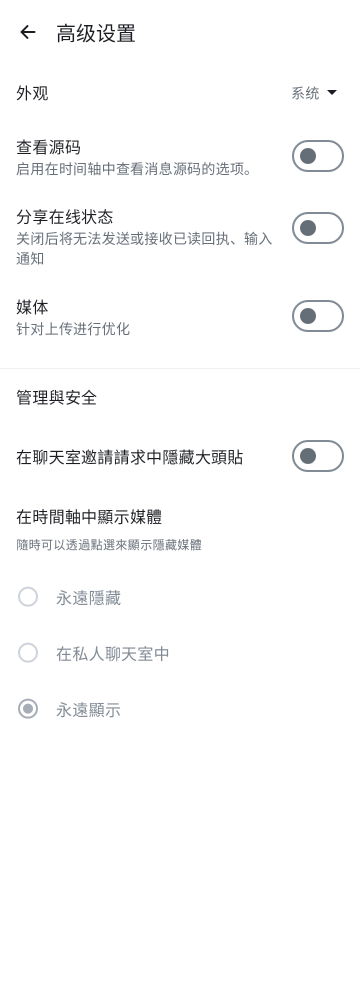 高级设置
外观
系统
查看源码
启用在时间轴中查看消息源码的选项。
分享在线状态
关闭后将无法发送或接收已读回执、输入
通知
媒体
针对上传进行优化
管理與安全
在聊天室邀請請求中隱藏大頭貼
在時間軸中顯示媒體
隨時可以透過點選來顯示隱藏媒體
永遠隱藏
在私人聊天室中
永遠顯示